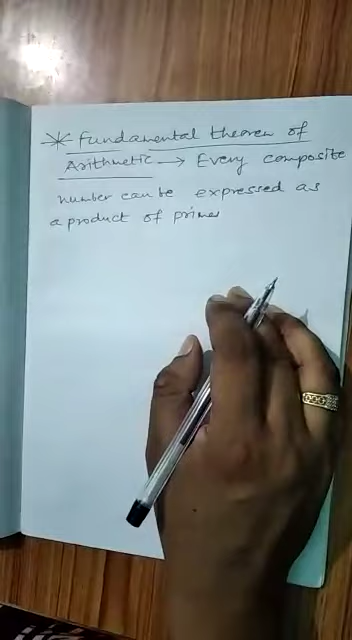 * Fundamental theorem of
Arithmetic → Every composite
number can be expressed as
a product of primes